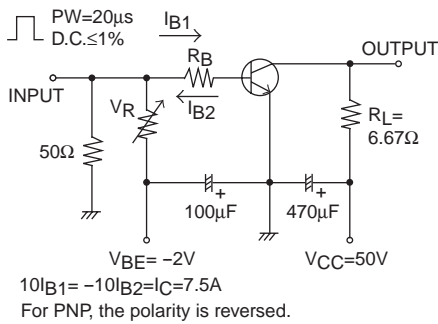 PW=20μs
D.C.≤1%
IB1
INPUT
VR
RB
IB2
OUTPUT
50Ω
RL=
6.67Ω
+
100μF
+
470μF
VBE= –2V
VCC=50V
10IB1= –10IB2=IC=7.5A
For PNP, the polarity is reversed.